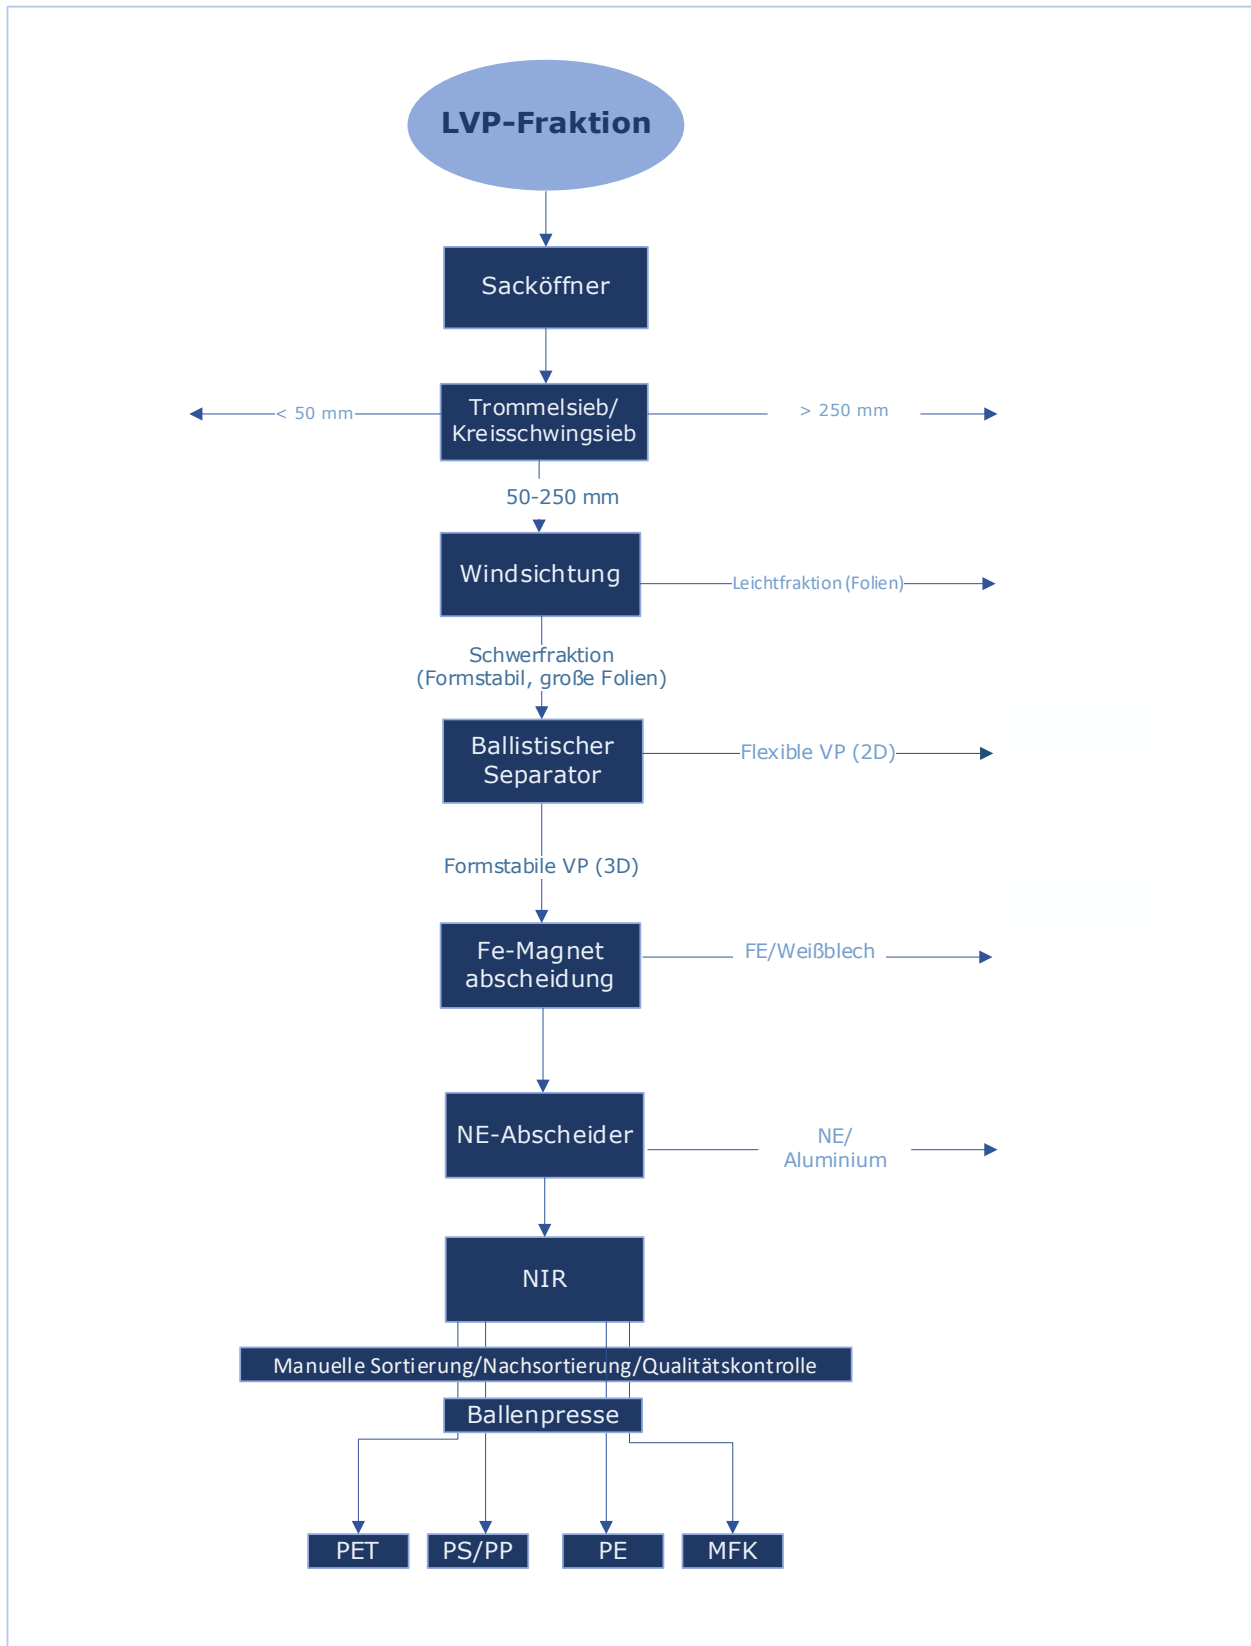 LVP-Fraktion
Sacköffner
< 50 mm
Trommelsieb/
Kreisschwingsieb
> 250 mm
50-250 mm
Windsichtung
Leichtfraktion (Folien)
Schwerfraktion
(Formstabil, große Folien)
Ballistischer
Separator
Flexible VP (2D)
Formstabile VP (3D)
Fe-Magnet
abscheidung
FE/Weißblech
NE-Abscheider
NE/
Aluminium
NIR
Manuelle Sortierung/Nachsortierung/Qualitätskontrolle
Ballenpresse
PET
PS/PP
PE
MFK